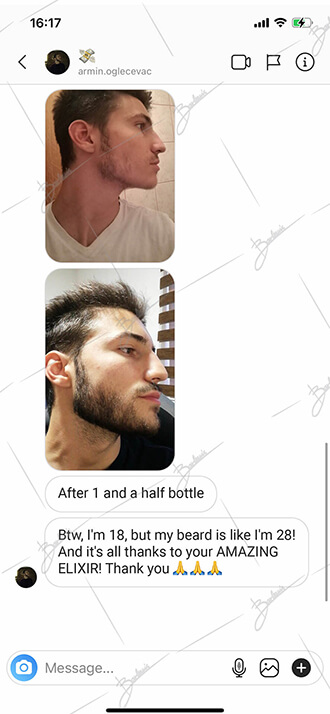 16:17
💸
armin.oglecevac
After 1 and a half bottle
Btw, I'm 18, but my beard is like I'm 28!
And it's all thanks to your AMAZING
ELIXIR! Thank you 🙏🙏🙏
Message...